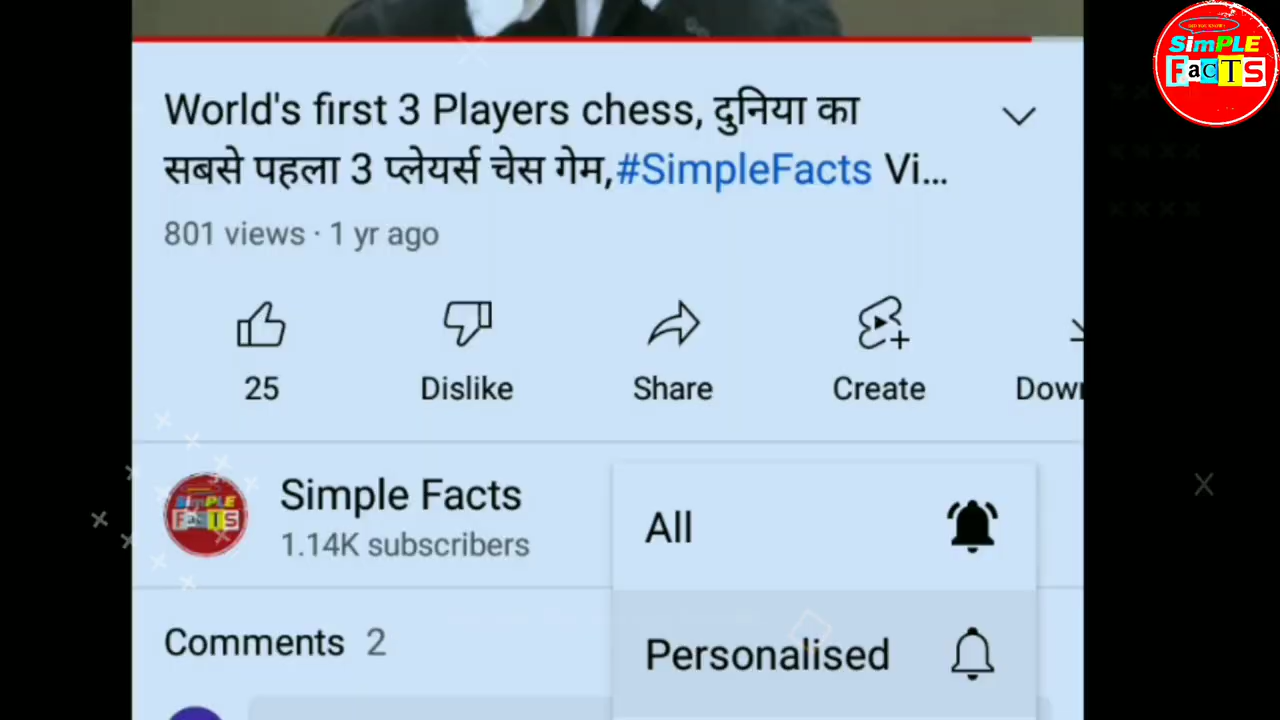 SimPLE
FacTS
World's first 3 Players chess, दुनिया का
सबसे पहला 3 प्लेयर्स चेस गेम,#SimpleFacts Vi...
801 views · 1 yr ago
25
Dislike
Share
Create
Down
Simple Facts
1.14K subscribers
All
Comments 2
Personalised